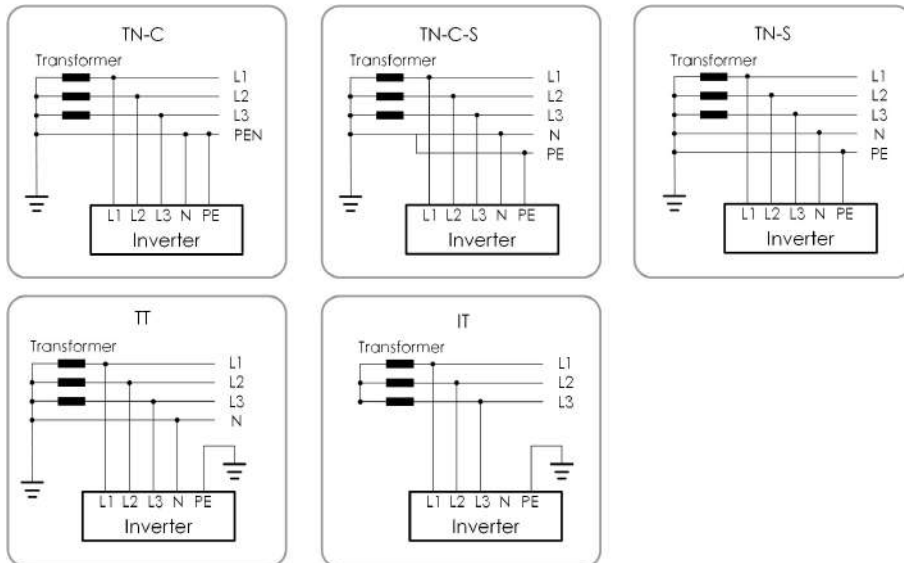 TN-C
Transformer
L1
L2
L3
PEN
L1 L2 L3 N PE
Inverter
TN-C-S
Transformer
L1
L2
L3
N
PE
L1 L2 L3 N PE
Inverter
TN-S
Transformer
L1
L2
L3
N
PE
L1 L2 L3 N PE
Inverter
TT
Transformer
L1
L2
L3
N
L1 L2 L3 N PE
Inverter
IT
Transformer
L1
L2
L3
L1 L2 L3 N PE
Inverter